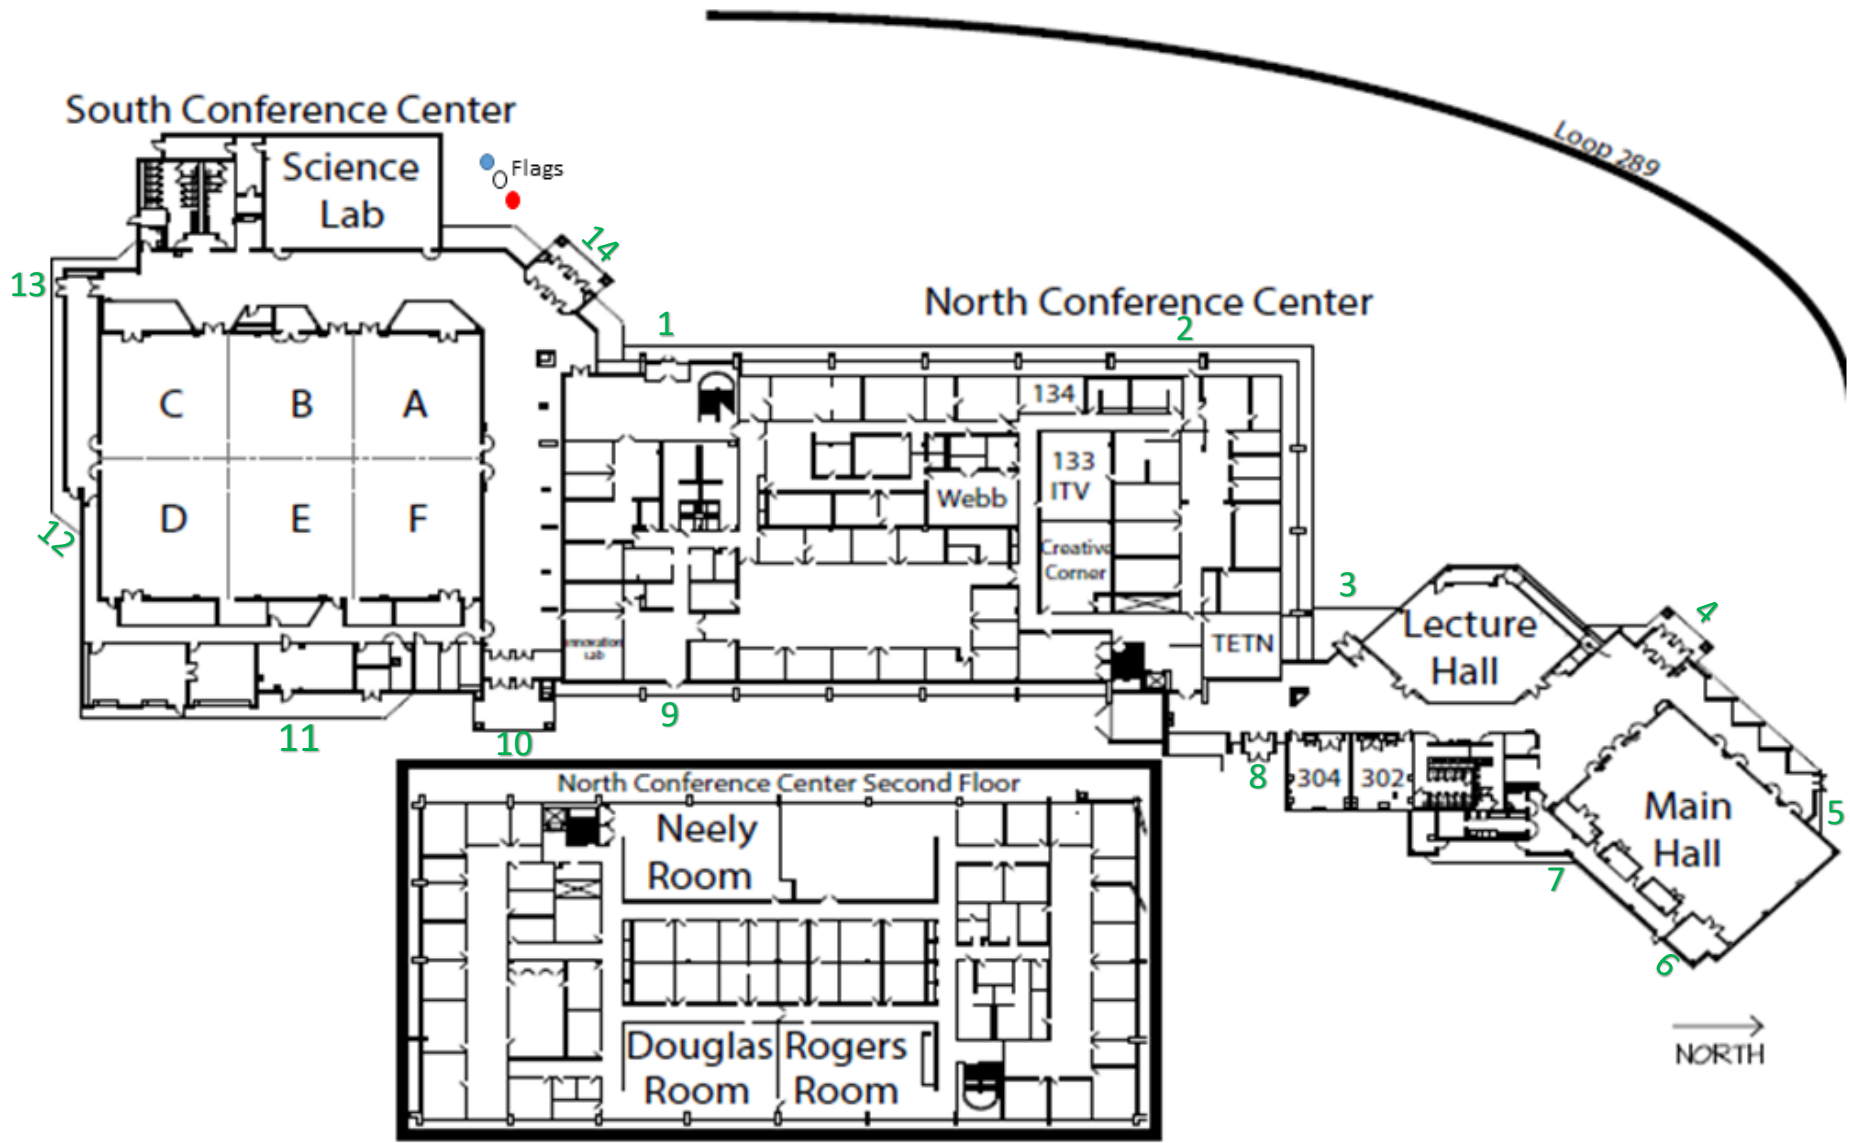 Loop 289
South Conference Center
Science
Lab
Flags
14
13
1
North Conference Center
2
C
B
A
134
133
ITV
Webb
D
E
F
12
Creative
Corner
3
Lecture
Hall
4
TETN
Innovation
Lab
9
11
10
8
304
302
Main
Hall
5
7
6
North Conference Center Second Floor
Neely
Room
Douglas
Room
Rogers
Room
NORTH